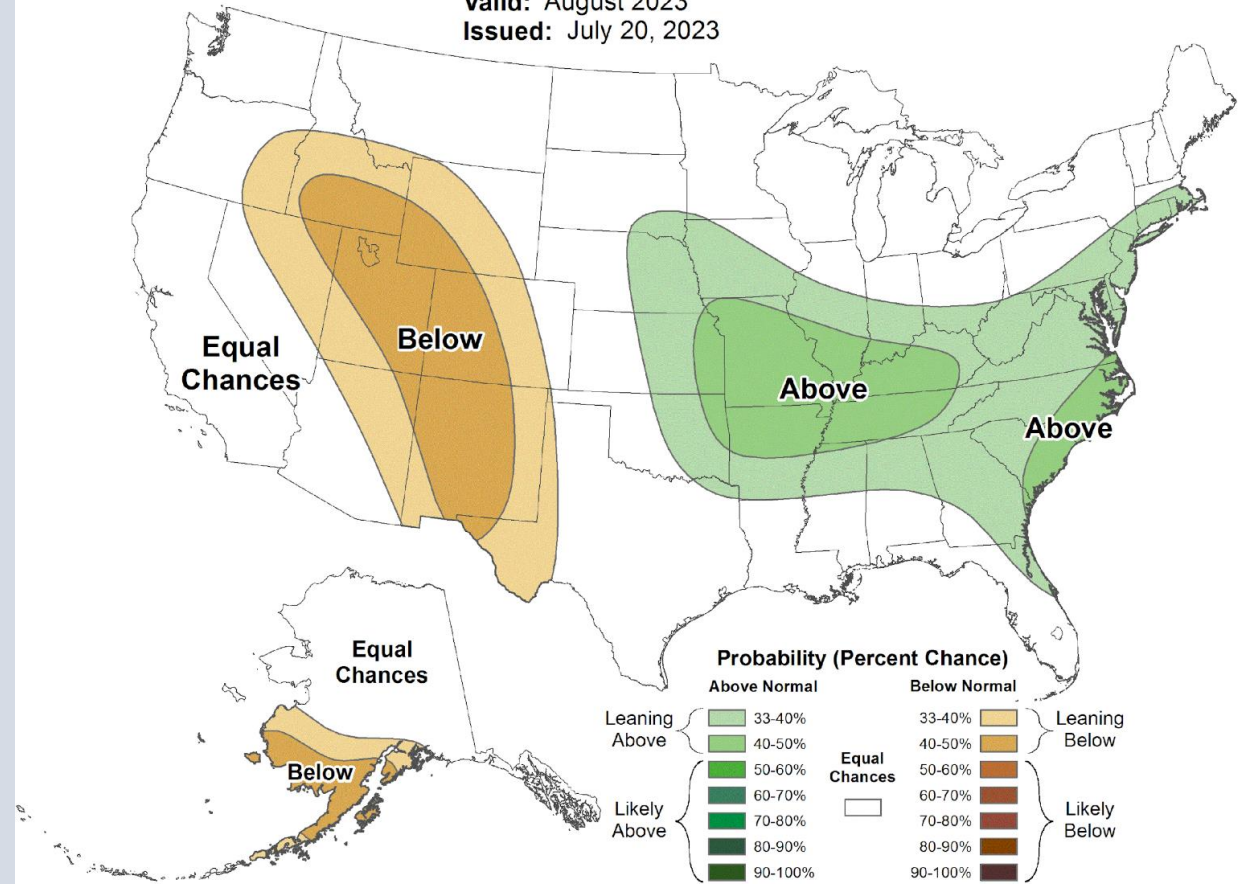 Valid: August 2023
Issued: July 20, 2023
Equal
Chances
Below
Above
Above
Equal
Chances
Below
Probability (Percent Chance)
Above Normal
Below Normal
Leaning
Above
33-40%
40-50%
Likely
Above
50-60%
60-70%
70-80%
80-90%
90-100%
Equal
Chances
33-40%
40-50%
Leaning
Below
50-60%
60-70%
70-80%
80-90%
90-100%
Likely
Below